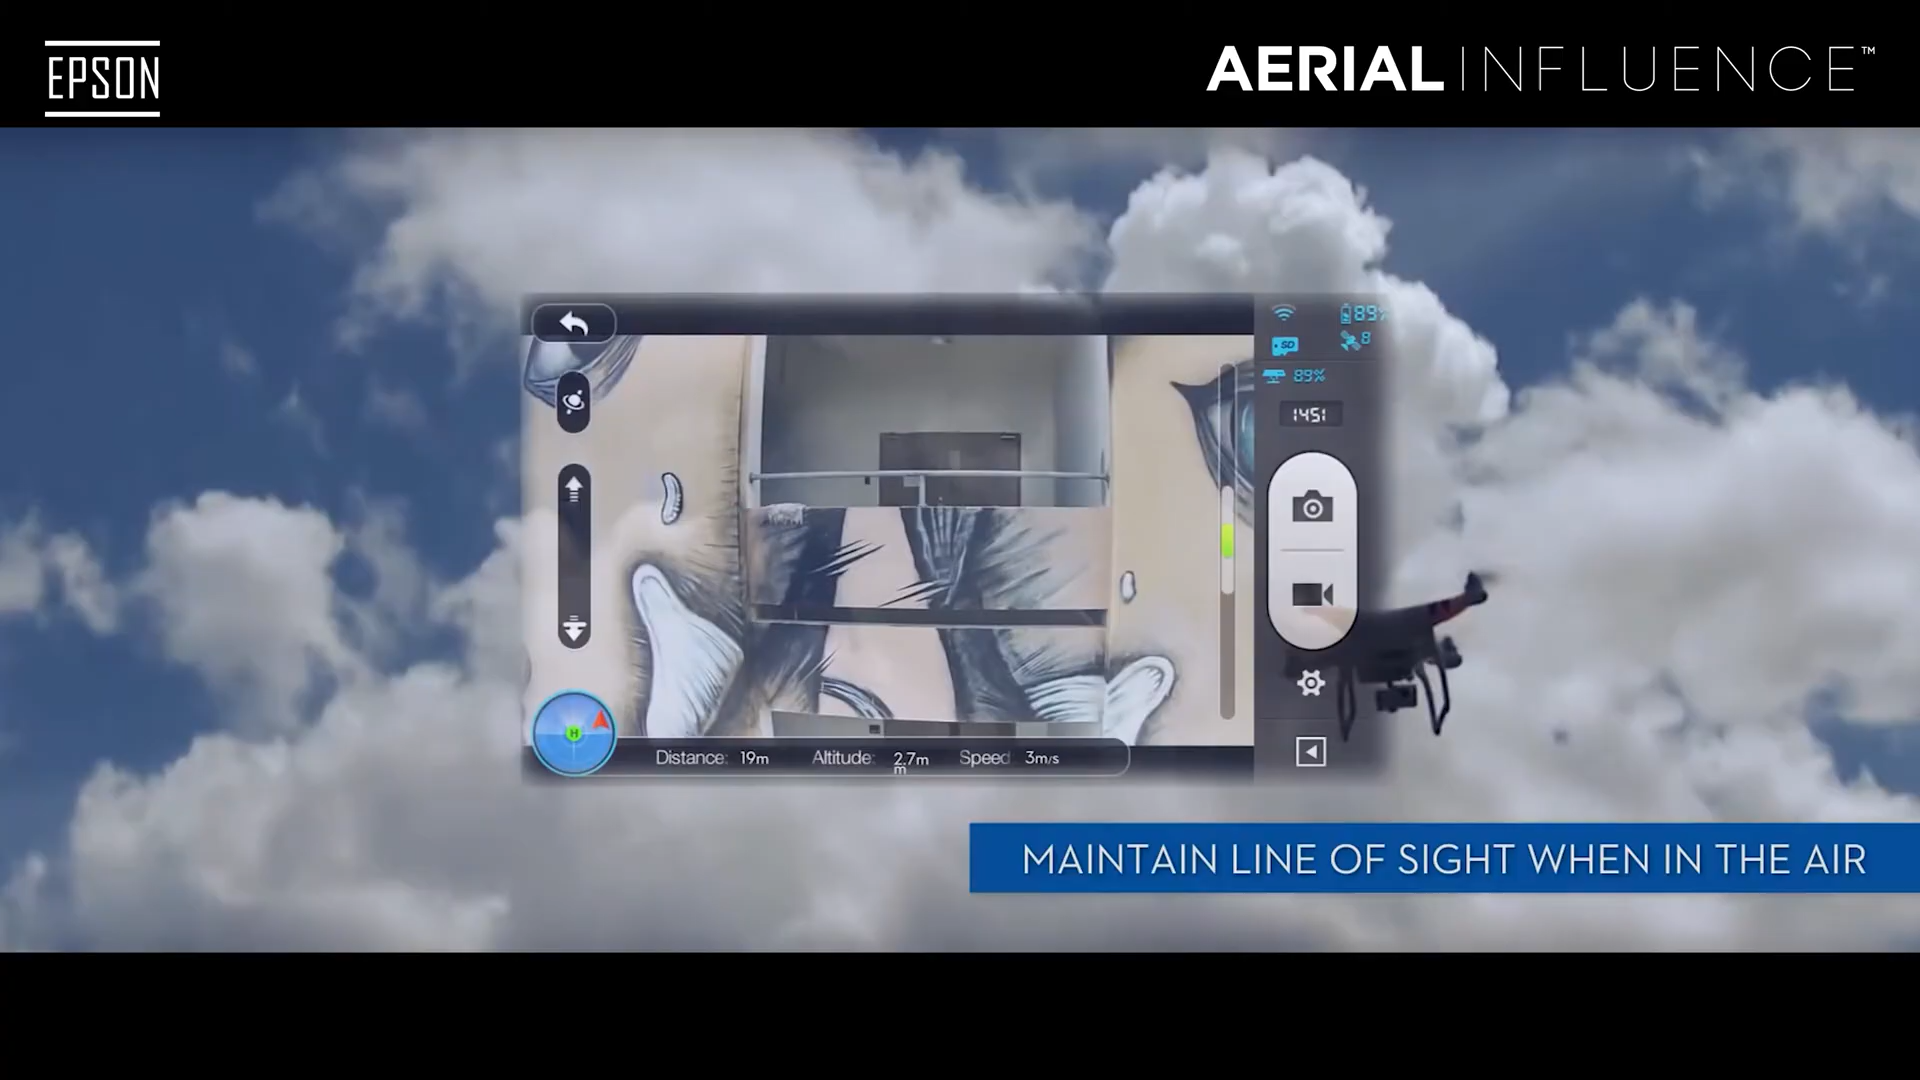 EPSON
AERIAL INFLUENCE™
89%
SD
8
89%
1451
H
Distance: 19m Altitude: 2.7m Speed 3m/s
m
MAINTAIN LINE OF SIGHT WHEN IN THE AIR